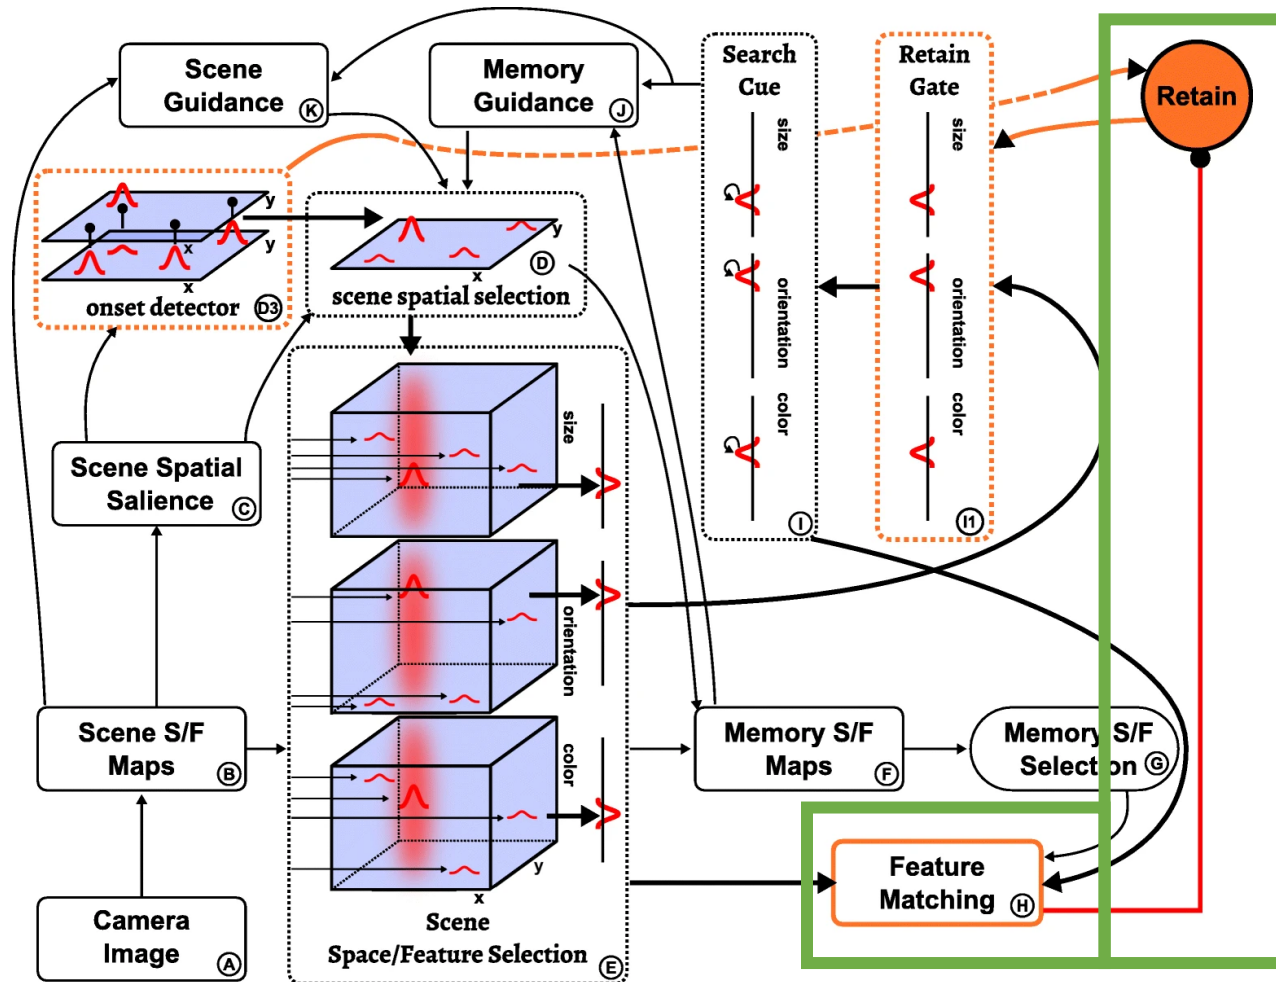 Scene
Guidance
K
Memory
Guidance
J
Search
Cue
size
orientation
color
I
Retain
Gate
size
orientation
color
I1
Retain
y
y
x
x
onset detector
D3
y
x
D
scene spatial selection
Scene Spatial
Salience
C
size
orientation
color
y
x
Scene
Space/Feature Selection
E
Scene S/F
Maps
B
Memory S/F
Maps
F
Memory S/F
Selection
G
Feature
Matching
H
Camera
Image
A